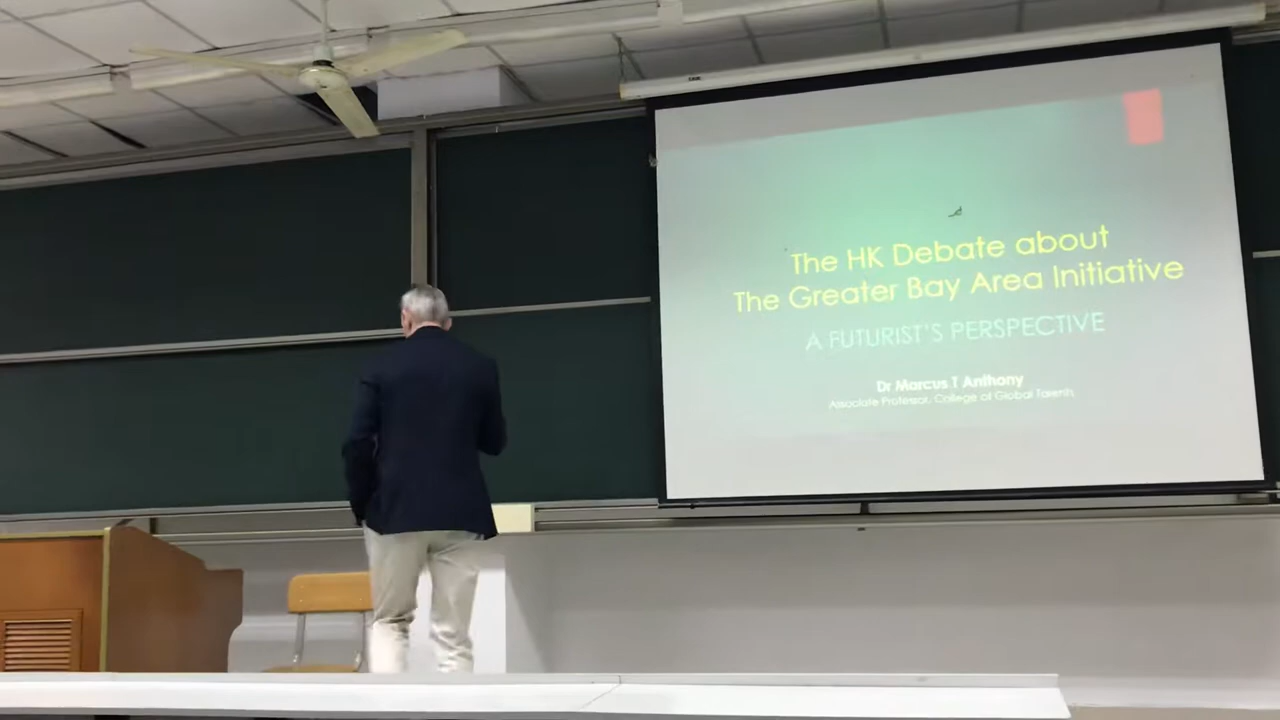 The HK Debate about
The Greater Bay Area Initiative
A FUTURIST'S PERSPECTIVE
Dr Marcus T Anthony
Associate Professor, College of Global Talents